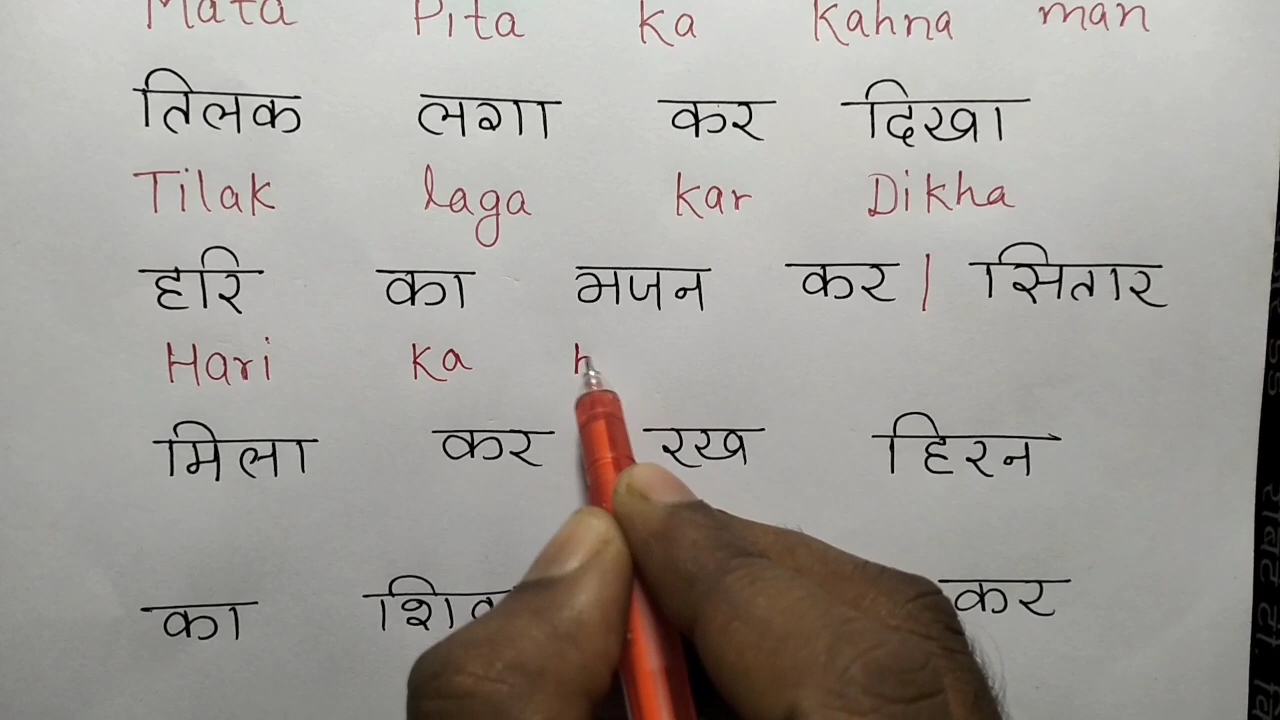 Mata Pita ka kahna man
तिलक लगा कर दिखा
Tilak laga kar Dikha
हरि का भजन कर | सितार
Hari ka
मिला कर रख हिरन
का कर